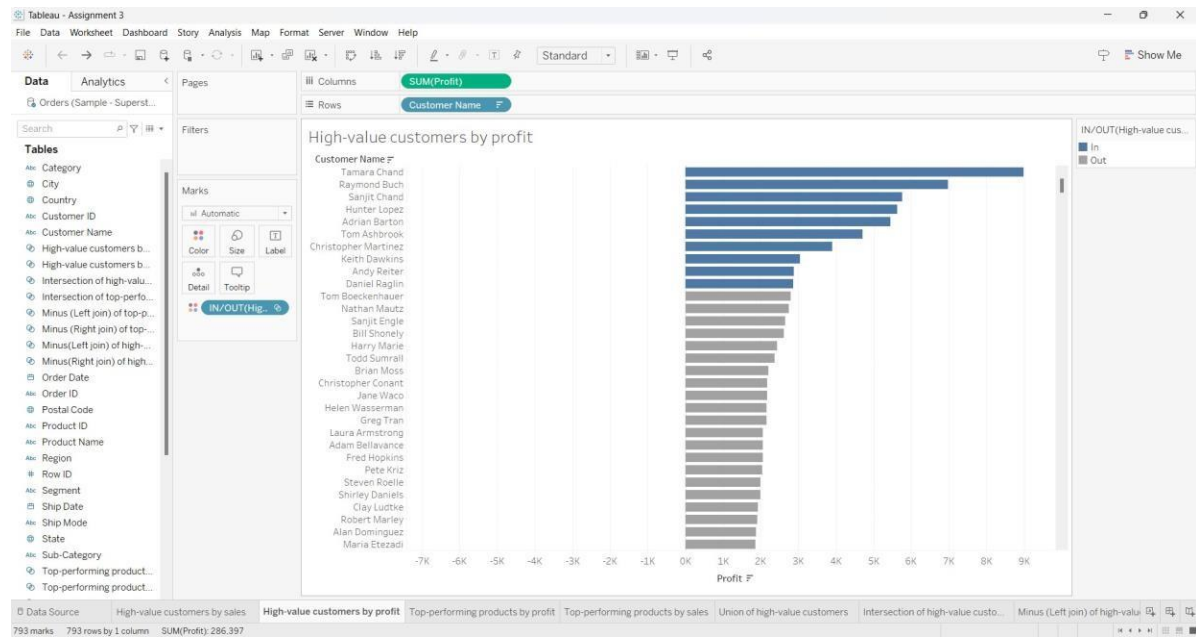 Tableau - Assignment 3
File Data Worksheet Dashboard Story Analysis Map Format Server Window Help
Standard
Show Me
Data Analytics
Orders (Sample - Superst...
Search
Tables
Abc Category
City
Country
Abc Customer ID
Abc Customer Name
High-value customers b...
High-value customers b...
Intersection of high-valu...
Intersection of top-perfo...
Minus (Left join) of top-p...
Minus (Right join) of top-...
Minus(Left join) of high-...
Minus(Right join) of high...
Order Date
Abc Order ID
Postal Code
Abc Product ID
Abc Product Name
Abc Region
# Row ID
Abc Segment
Ship Date
Abc Ship Mode
State
Abc Sub-Category
Top-performing product...
Top-performing product...
Pages
Filters
Marks
Automatic
Color Size Label
Detail Tooltip
IN/OUT(Hig..
Columns SUM(Profit)
Rows Customer Name
High-value customers by profit
Customer Name
Tamara Chand
Raymond Buch
Sanjit Chand
Hunter Lopez
Adrian Barton
Tom Ashbrook
Christopher Martinez
Keith Dawkins
Andy Reiter
Daniel Raglin
Tom Boeckenhauer
Nathan Mautz
Sanjit Engle
Bill Shonely
Harry Marie
Todd Sumrall
Brian Moss
Christopher Conant
Jane Waco
Helen Wasserman
Greg Tran
Laura Armstrong
Adam Bellavance
Fred Hopkins
Pete Kriz
Steven Roelle
Shirley Daniels
Clay Ludtke
Robert Marley
Alan Dominguez
Maria Etezadi
-7K -6K -5K -4K -3K -2K -1K 0K 1K 2K 3K 4K 5K 6K 7K 8K 9K
Profit
IN/OUT(High-value cus...
In
Out
Data Source High-value customers by sales High-value customers by profit Top-performing products by profit Top-performing products by sales Union of high-value customers Intersection of high-value custo... Minus (Left join) of high-valu
793 marks 793 rows by 1 column SUM(Profit): 286,397